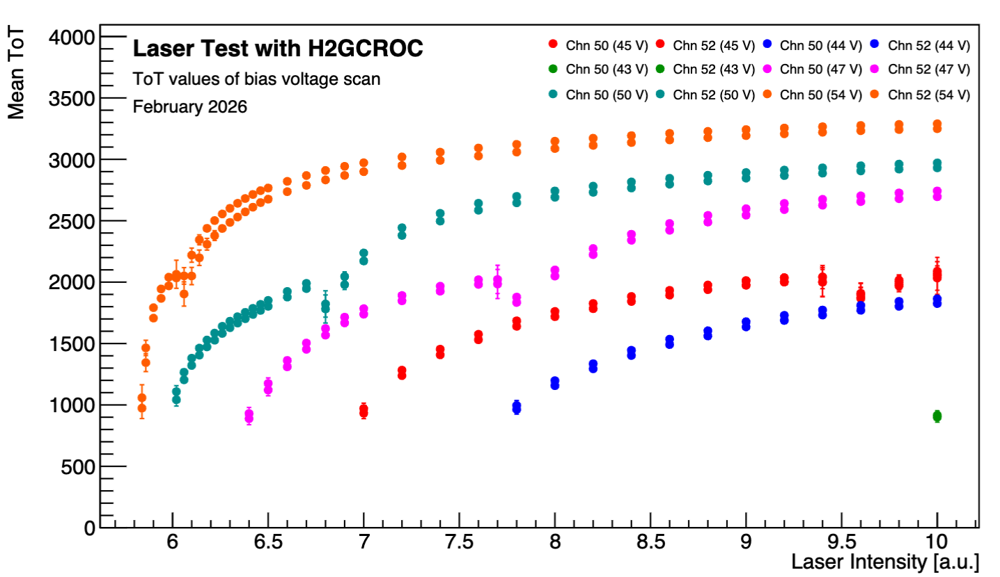 Mean ToT
4000
3500
3000
2500
2000
1500
1000
500
0
Laser Test with H2GCROC
ToT values of bias voltage scan
February 2026
Chn 50 (45 V) Chn 52 (45 V) Chn 50 (44 V) Chn 52 (44 V)
Chn 50 (43 V) Chn 52 (43 V) Chn 50 (47 V) Chn 52 (47 V)
Chn 50 (50 V) Chn 52 (50 V) Chn 50 (54 V) Chn 52 (54 V)
6 6.5 7 7.5 8 8.5 9 9.5 10
Laser Intensity [a.u.]